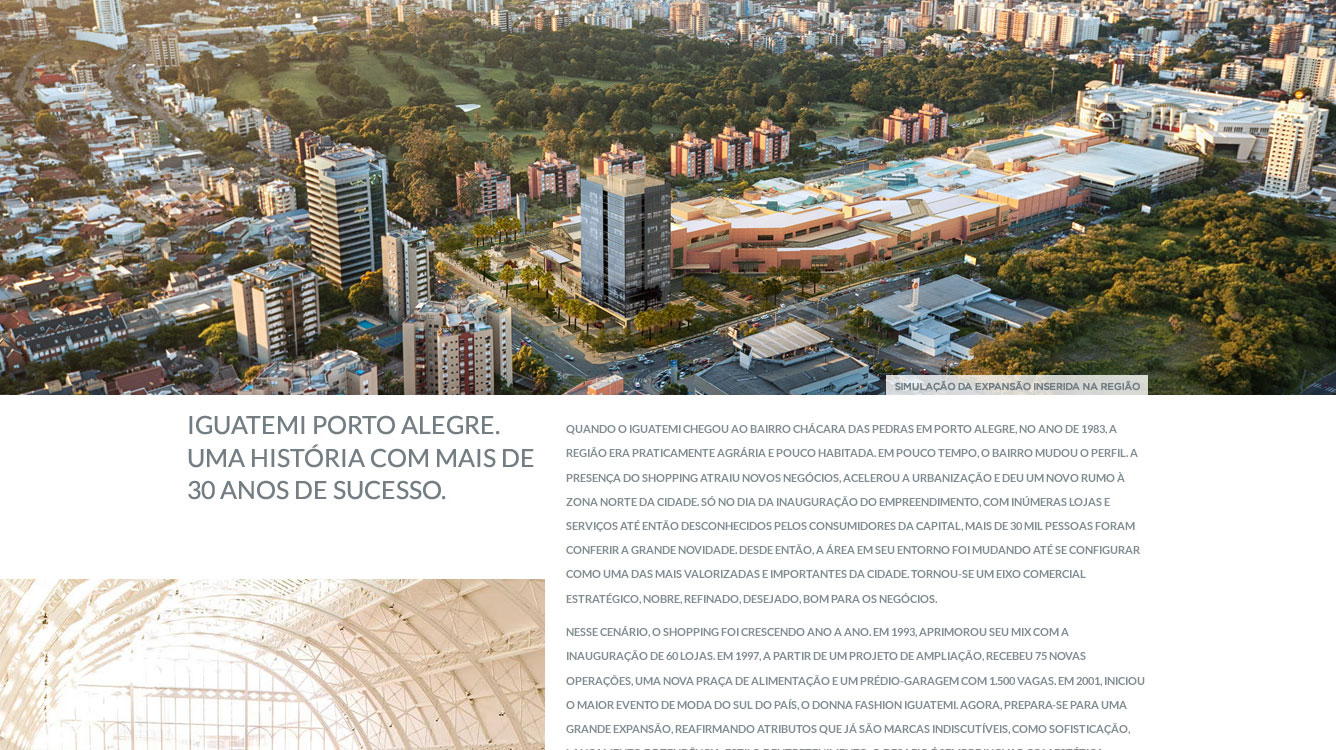 SIMULAÇÃO DA EXPANSÃO INSERIDA NA REGIÃO
IGUATEMI PORTO ALEGRE.
UMA HISTÓRIA COM MAIS DE
30 ANOS DE SUCESSO.
QUANDO O IGUATEMI CHEGOU AO BAIRRO CHÁCARA DAS PEDRAS EM PORTO ALEGRE, NO ANO DE 1983, A
REGIÃO ERA PRATICAMENTE AGRÁRIA E POUCO HABITADA. EM POUCO TEMPO, O BAIRRO MUDOU O PERFIL. A
PRESENÇA DO SHOPPING ATRAIU NOVOS NEGÓCIOS, ACELEROU A URBANIZAÇÃO E DEU UM NOVO RUMO À
ZONA NORTE DA CIDADE. SÓ NO DIA DA INAUGURAÇÃO DO EMPREENDIMENTO, COM INÚMERAS LOJAS E
SERVIÇOS ATÉ ENTÃO DESCONHECIDOS PELOS CONSUMIDORES DA CAPITAL, MAIS DE 30 MIL PESSOAS FORAM
CONFERIR A GRANDE NOVIDADE. DESDE ENTÃO, A ÁREA EM SEU ENTORNO FOI MUDANDO ATÉ SE CONFIGURAR
COMO UMA DAS MAIS VALORIZADAS E IMPORTANTES DA CIDADE. TORNOU-SE UM EIXO COMERCIAL
ESTRATÉGICO, NOBRE, REFINADO, DESEJADO, BOM PARA OS NEGÓCIOS.
NESSE CENÁRIO, O SHOPPING FOI CRESCENDO ANO A ANO. EM 1993, APRIMOROU SEU MIX COM A
INAUGURAÇÃO DE 60 LOJAS. EM 1997, A PARTIR DE UM PROJETO DE AMPLIAÇÃO, RECEBEU 75 NOVAS
OPERAÇÕES, UMA NOVA PRAÇA DE ALIMENTAÇÃO E UM PRÉDIO-GARAGEM COM 1.500 VAGAS. EM 2001, INICIOU
O MAIOR EVENTO DE MODA DO SUL DO PAÍS, O DONNA FASHION IGUATEMI. AGORA, PREPARA-SE PARA UMA
GRANDE EXPANSÃO, REAFIRMANDO ATRIBUTOS QUE JÁ SÃO MARCAS INDISCUTÍVEIS, COMO SOFISTICAÇÃO,